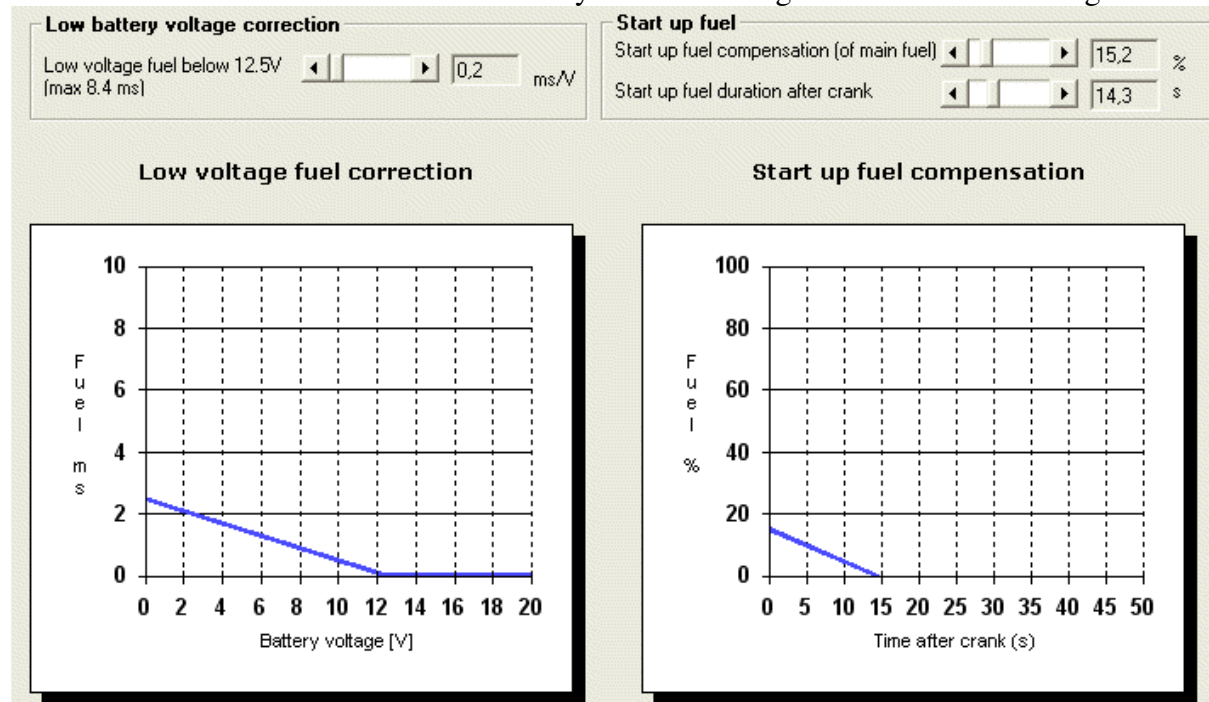 Low battery voltage correction
Low voltage fuel below 12.5V
(max 8.4 ms)
0,2
ms/V
Start up fuel
Start up fuel compensation (of main fuel)
15,2
%
Start up fuel duration after crank
14,3
s
Low voltage fuel correction
Fuel ms
10
8
6
4
2
0
0 2 4 6 8 10 12 14 16 18 20
Battery voltage [V]
Start up fuel compensation
Fuel %
100
80
60
40
20
0
0 5 10 15 20 25 30 35 40 45 50
Time after crank (s)